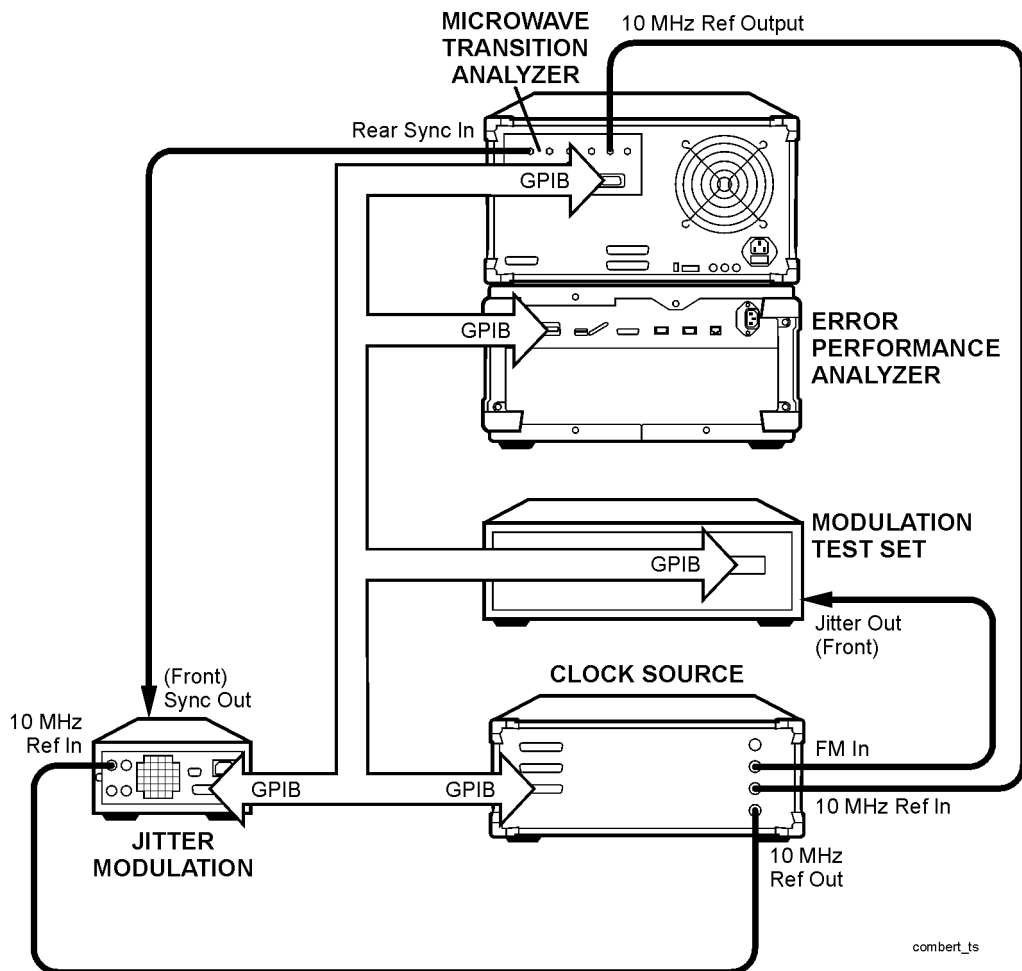 MICROWAVE
TRANSITION
ANALYZER
10 MHz Ref Output
Rear Sync In
GPIB
GPIB
ERROR
PERFORMANCE
ANALYZER
MODULATION
TEST SET
GPIB
Jitter Out
(Front)
CLOCK SOURCE
(Front)
Sync Out
10 MHz
Ref In
FM In
GPIB
GPIB
10 MHz Ref In
JITTER
MODULATION
10 MHz
Ref Out
combert_ts